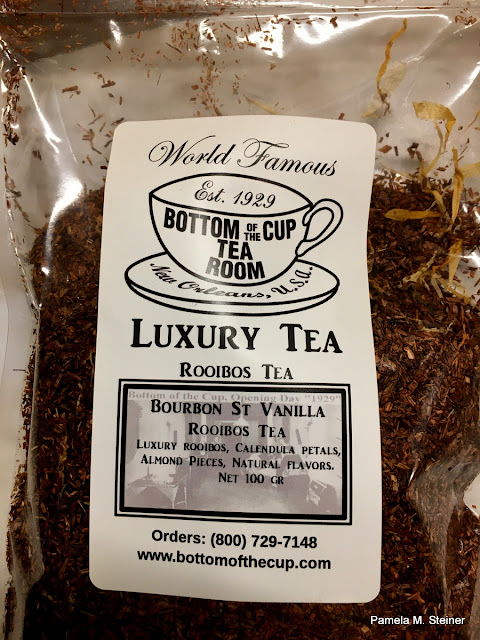 World Famous
Est. 1929
BOTTOM OF THE CUP
TEA
ROOM
New Orleans, U.S.A.
LUXURY TEA
ROOIBOS TEA
Bottom of the Cup, Opening Day "1929"
BOURBON ST VANILLA
ROOIBOS TEA
LUXURY ROOIBOS, CALENDULA PETALS,
ALMOND PIECES, NATURAL FLAVORS.
NET 100 GR
Orders: (800) 729-7148
www.bottomofthecup.com
Pamela M. Steiner